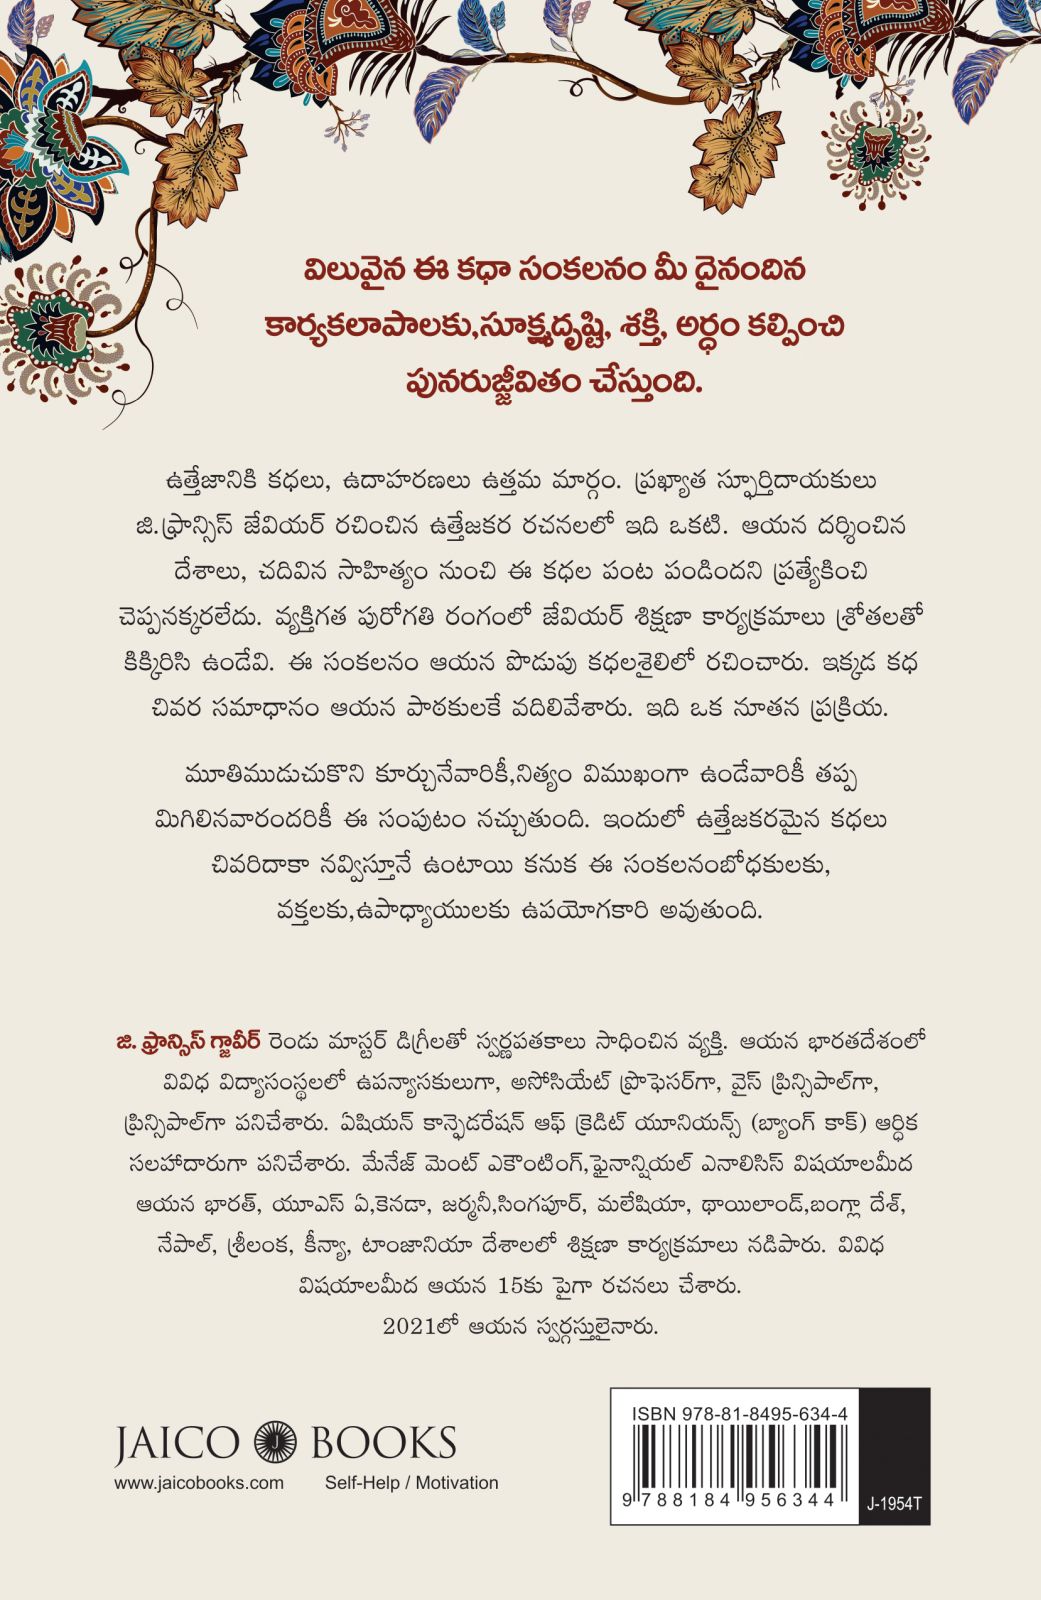 విలువైన ఈ కథా సంకలనం మీ దైనందిన
కార్యకలాపాలకు,సూక్ష్మదృష్టి, శక్తి, అర్థం కల్పించి
పునరుజ్జీవితం చేస్తుంది.
ఉత్తేజానికి కథలు, ఉదాహరణలు ఉత్తమ మార్గం. ప్రఖ్యాత స్ఫూర్తిదాయకులు
జి.ఫ్రాన్సిస్ జేవియర్ రచించిన ఉత్తేజకర రచనలలో ఇది ఒకటి. ఆయన దర్శించిన
దేశాలు, చదివిన సాహిత్యం నుంచి ఈ కథల పంట పండిందని ప్రత్యేకించి
చెప్పనక్కరలేదు. వ్యక్తిగత పురోగతి రంగంలో జేవియర్ శిక్షణా కార్యక్రమాలు శ్రోతలతో
కిక్కిరిసి ఉండేవి. ఈ సంకలనం ఆయన పొడుపు కథలశైలిలో రచించారు. ఇక్కడ కథ
చివర సమాధానం ఆయన పాఠకులకే వదిలివేశారు. ఇది ఒక నూతన ప్రక్రియ.
మూతిముడుచుకొని కూర్చునేవారికీ,నిత్యం విముఖంగా ఉండేవారికీ తప్ప
మిగిలినవారందరికీ ఈ సంపుటం నచ్చుతుంది. ఇందులో ఉత్తేజకరమైన కథలు
చివరిదాకా నవ్విస్తూనే ఉంటాయి కనుక ఈ సంకలనంబోధకులకు,
వక్తలకు,ఉపాధ్యాయులకు ఉపయోగకారి అవుతుంది.
జి. ఫ్రాన్సిస్ గ్జావీర్ రెండు మాస్టర్ డిగ్రీలతో స్వర్ణపతకాలు సాధించిన వ్యక్తి. ఆయన భారతదేశంలో
వివిధ విద్యాసంస్థలలో ఉపన్యాసకులుగా, అసోసియేట్ ప్రొఫెసర్‌గా, వైస్ ప్రిన్సిపాల్‌గా,
ప్రిన్సిపాల్‌గా పనిచేశారు. ఏషియన్ కాన్ఫెడరేషన్ ఆఫ్ క్రెడిట్ యూనియన్స్ (బ్యాంగ్ కాక్) ఆర్థిక
సలహాదారుగా పనిచేశారు. మేనేజ్ మెంట్ ఎకౌంటింగ్,ఫైనాన్షియల్ ఎనాలిసిస్ విషయాలమీద
ఆయన భారత్, యూఎస్ ఏ,కెనడా, జర్మనీ,సింగపూర్, మలేషియా, థాయిలాండ్,బంగ్లా దేశ్,
నేపాల్, శ్రీలంక, కీన్యా, టాంజానియా దేశాలలో శిక్షణా కార్యక్రమాలు నడిపారు. వివిధ
విషయాలమీద ఆయన 15కు పైగా రచనలు చేశారు.
2021లో ఆయన స్వర్గస్తులైనారు.
JAICO J BOOKS
www.jaicobooks.com Self-Help / Motivation
ISBN 978-81-8495-634-4
9 788184 956344
J-1954T